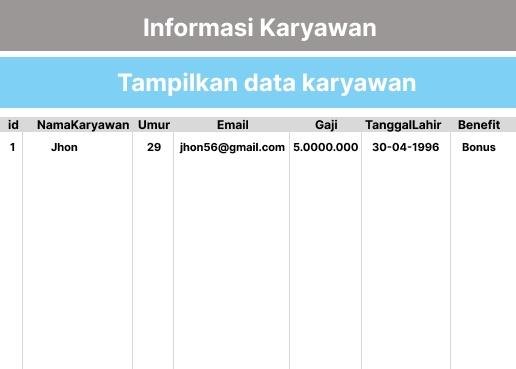 Informasi Karyawan
Tampilkan data karyawan
id NamaKaryawan Umur Email Gaji TanggalLahir Benefit
1 Jhon 29 jhon56@gmail.com 5.0000.000 30-04-1996 Bonus